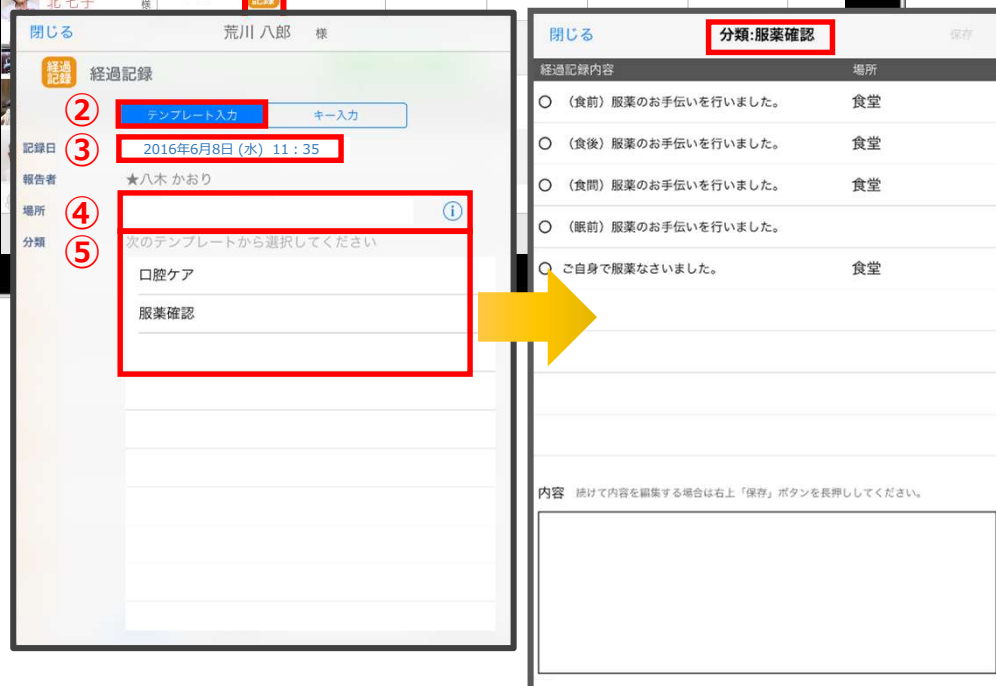 北 七子 様
経過記録
閉じる 荒川 八郎 様
経過記録 経過記録
② テンプレート入力 キー入力
記録日 ③ 2016年6月8日 (水) 11：35
報告者 ★八木 かおり
場所 ④
分類 ⑤ 次のテンプレートから選択してください
口腔ケア
服薬確認
閉じる 分類:服薬確認 保存
経過記録内容 場所
（食前）服薬のお手伝いを行いました。 食堂
（食後）服薬のお手伝いを行いました。 食堂
（食間）服薬のお手伝いを行いました。 食堂
（眠前）服薬のお手伝いを行いました。
ご自身で服薬なさいました。 食堂
内容 続けて内容を編集する場合は右上「保存」ボタンを長押ししてください。